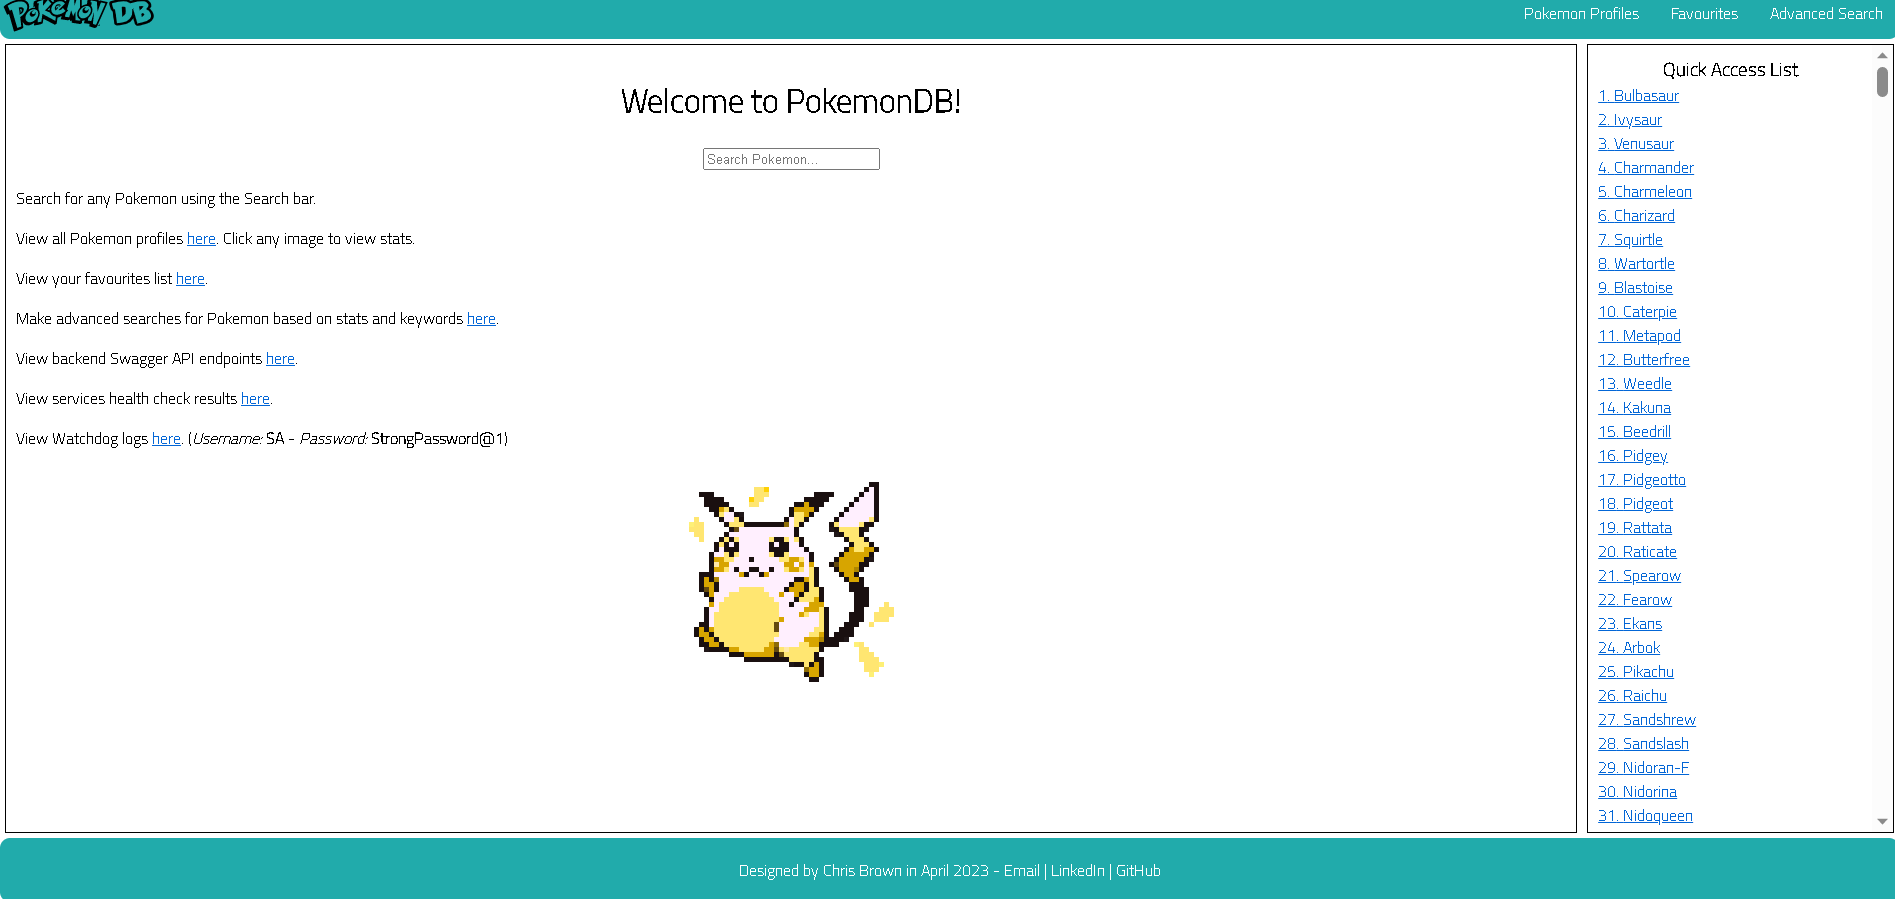 POKEMON DB
Pokemon Profiles Favourites Advanced Search
Welcome to PokemonDB!
Search Pokemon...
Search for any Pokemon using the Search bar.
View all Pokemon profiles here. Click any image to view stats.
View your favourites list here.
Make advanced searches for Pokemon based on stats and keywords here.
View backend Swagger API endpoints here.
View services health check results here.
View Watchdog logs here. (Username: SA - Password: StrongPassword@1)
Quick Access List
1. Bulbasaur
2. Ivysaur
3. Venusaur
4. Charmander
5. Charmeleon
6. Charizard
7. Squirtle
8. Wartortle
9. Blastoise
10. Caterpie
11. Metapod
12. Butterfree
13. Weedle
14. Kakuna
15. Beedrill
16. Pidgey
17. Pidgeotto
18. Pidgeot
19. Rattata
20. Raticate
21. Spearow
22. Fearow
23. Ekans
24. Arbok
25. Pikachu
26. Raichu
27. Sandshrew
28. Sandslash
29. Nidoran-F
30. Nidorina
31. Nidoqueen
Designed by Chris Brown in April 2023 - Email | LinkedIn | GitHub